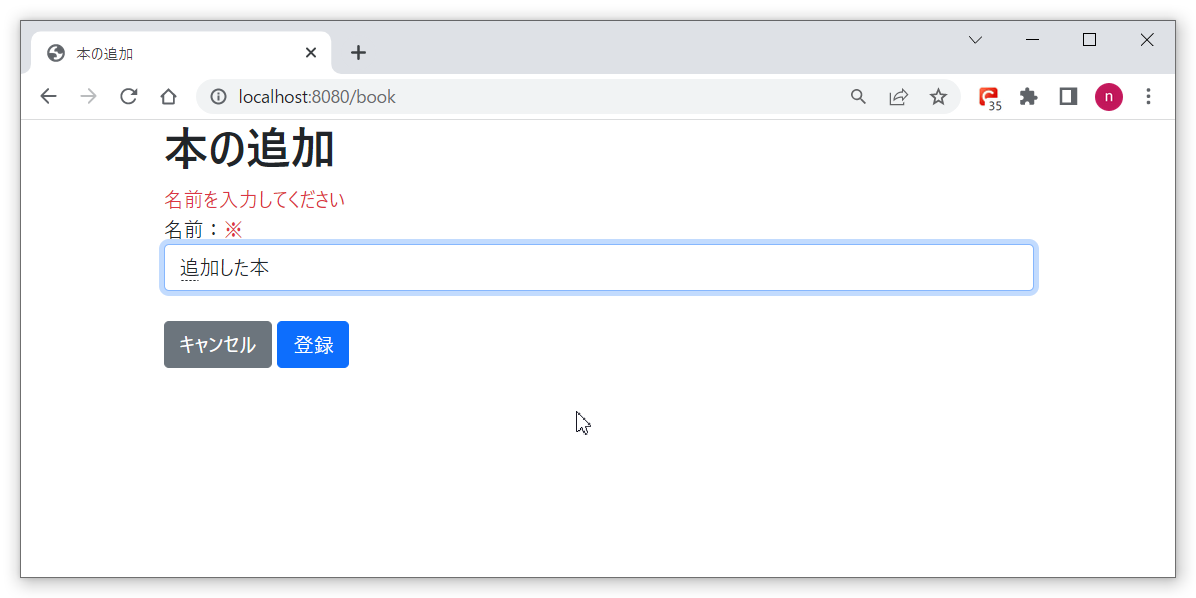 本の追加
localhost:8080/book
35
n
本の追加
名前を入力してください
名前：※
追加した本
キャンセル 登録